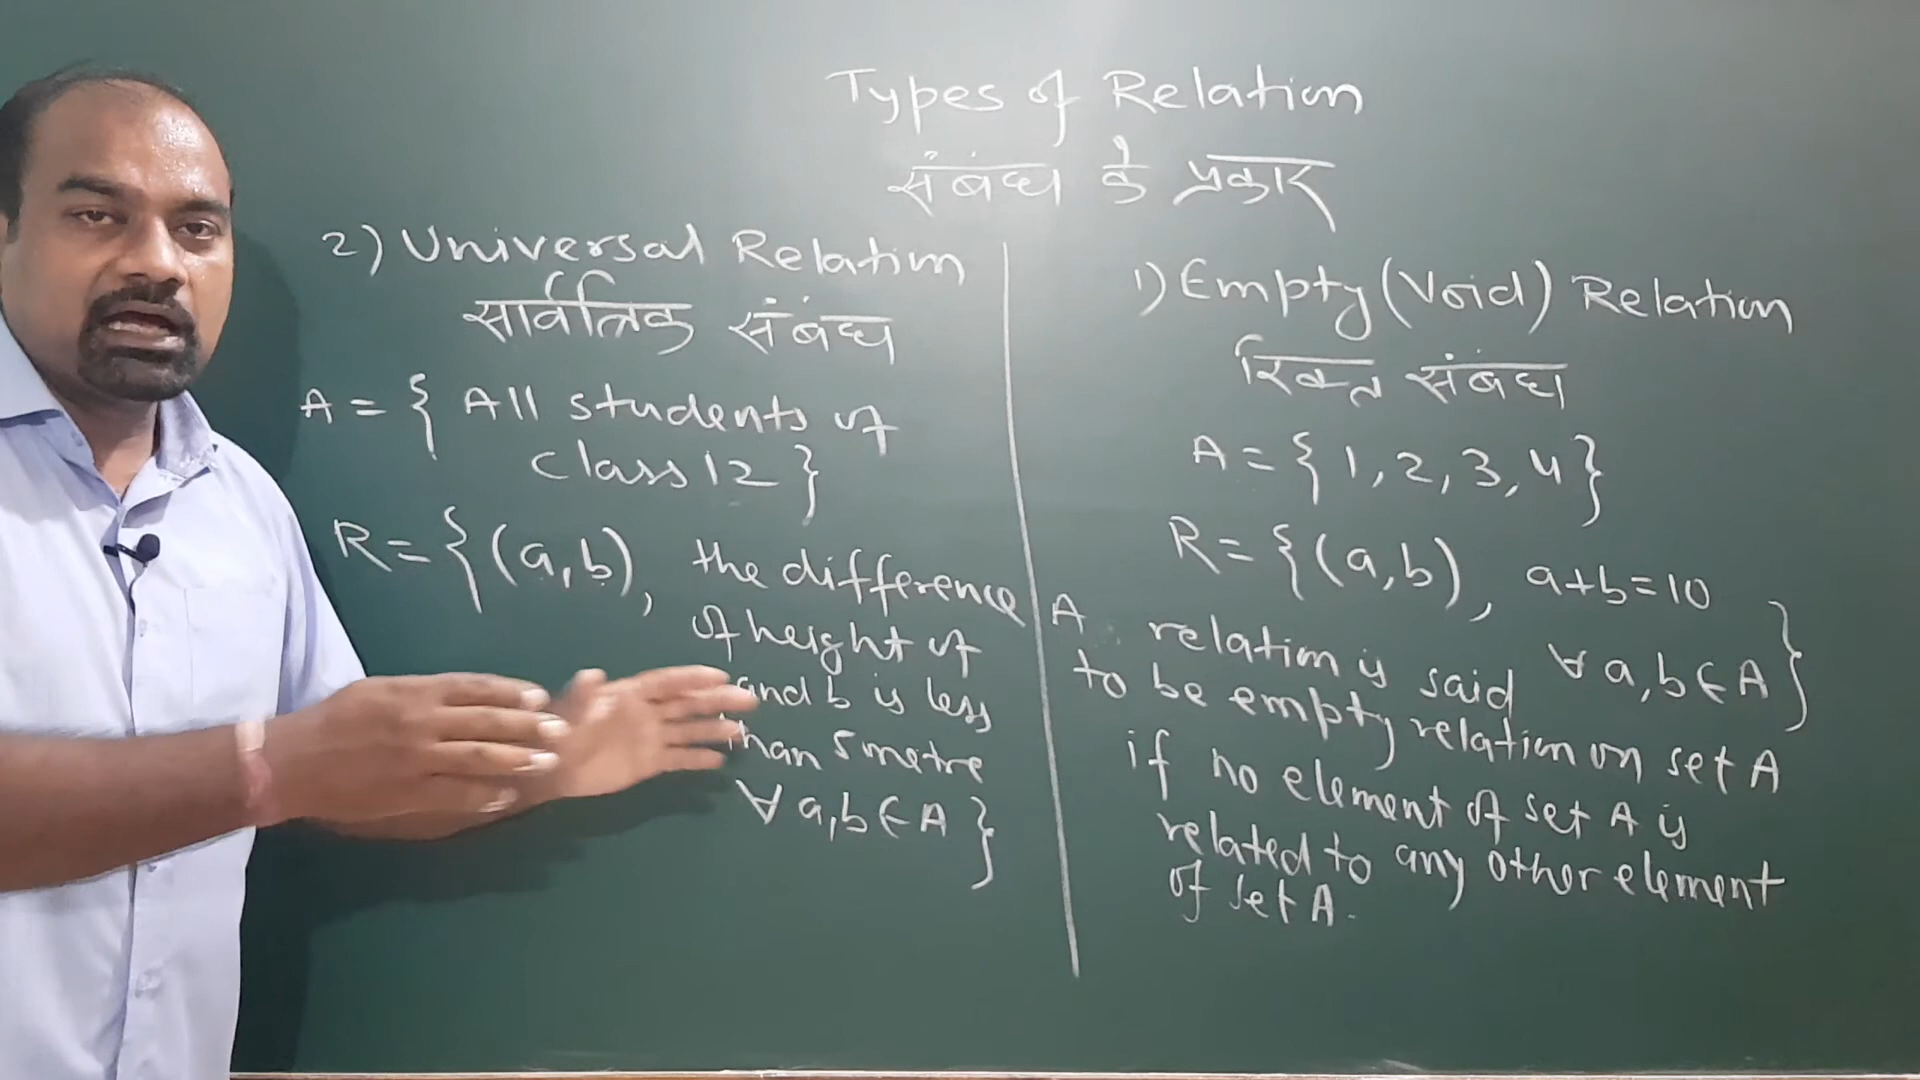 Types of Relation
संबंध के प्रकार
2) Universal Relation
सार्वत्रिक संबंध
A = { All students of
class 12 }
R = { (a, b), the difference
of height of
and b is less
than 5 metre
∀ a, b ∈ A }
1) Empty (Void) Relation
रिक्त संबंध
A = { 1, 2, 3, 4 }
R = { (a, b), a+b=10
∀ a, b ∈ A }
A relation is said
to be empty relation on set A
if no element of set A is
related to any other element
of set A.